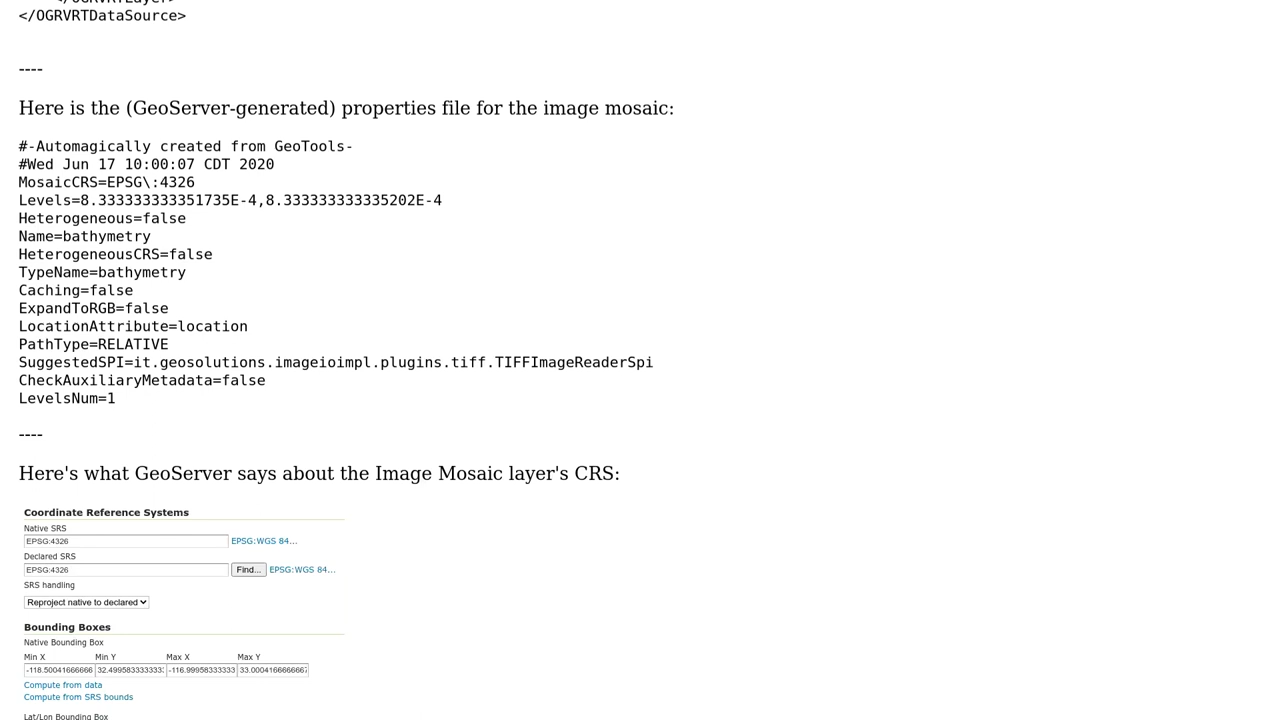 </OGRVRTDataSource>
----
Here is the (GeoServer-generated) properties file for the image mosaic:
#-Automagically created from GeoTools-
#Wed Jun 17 10:00:07 CDT 2020
MosaicCRS=EPSG\:4326
Levels=8.333333333351735E-4,8.333333333335202E-4
Heterogeneous=false
Name=bathymetry
HeterogeneousCRS=false
TypeName=bathymetry
Caching=false
ExpandToRGB=false
LocationAttribute=location
PathType=RELATIVE
SuggestedSPI=it.geosolutions.imageioimpl.plugins.tiff.TIFFImageReaderSpi
CheckAuxiliaryMetadata=false
LevelsNum=1
----
Here's what GeoServer says about the Image Mosaic layer's CRS:
Coordinate Reference Systems
Native SRS
EPSG:4326 EPSG:WGS 84...
Declared SRS
EPSG:4326 Find... EPSG:WGS 84...
SRS handling
Reproject native to declared
Bounding Boxes
Native Bounding Box
Min X Min Y Max X Max Y
-118.50041666666 32.499583333333 -116.99958333333 33.0004166666667
Compute from data
Compute from SRS bounds
Lat/Lon Bounding Box